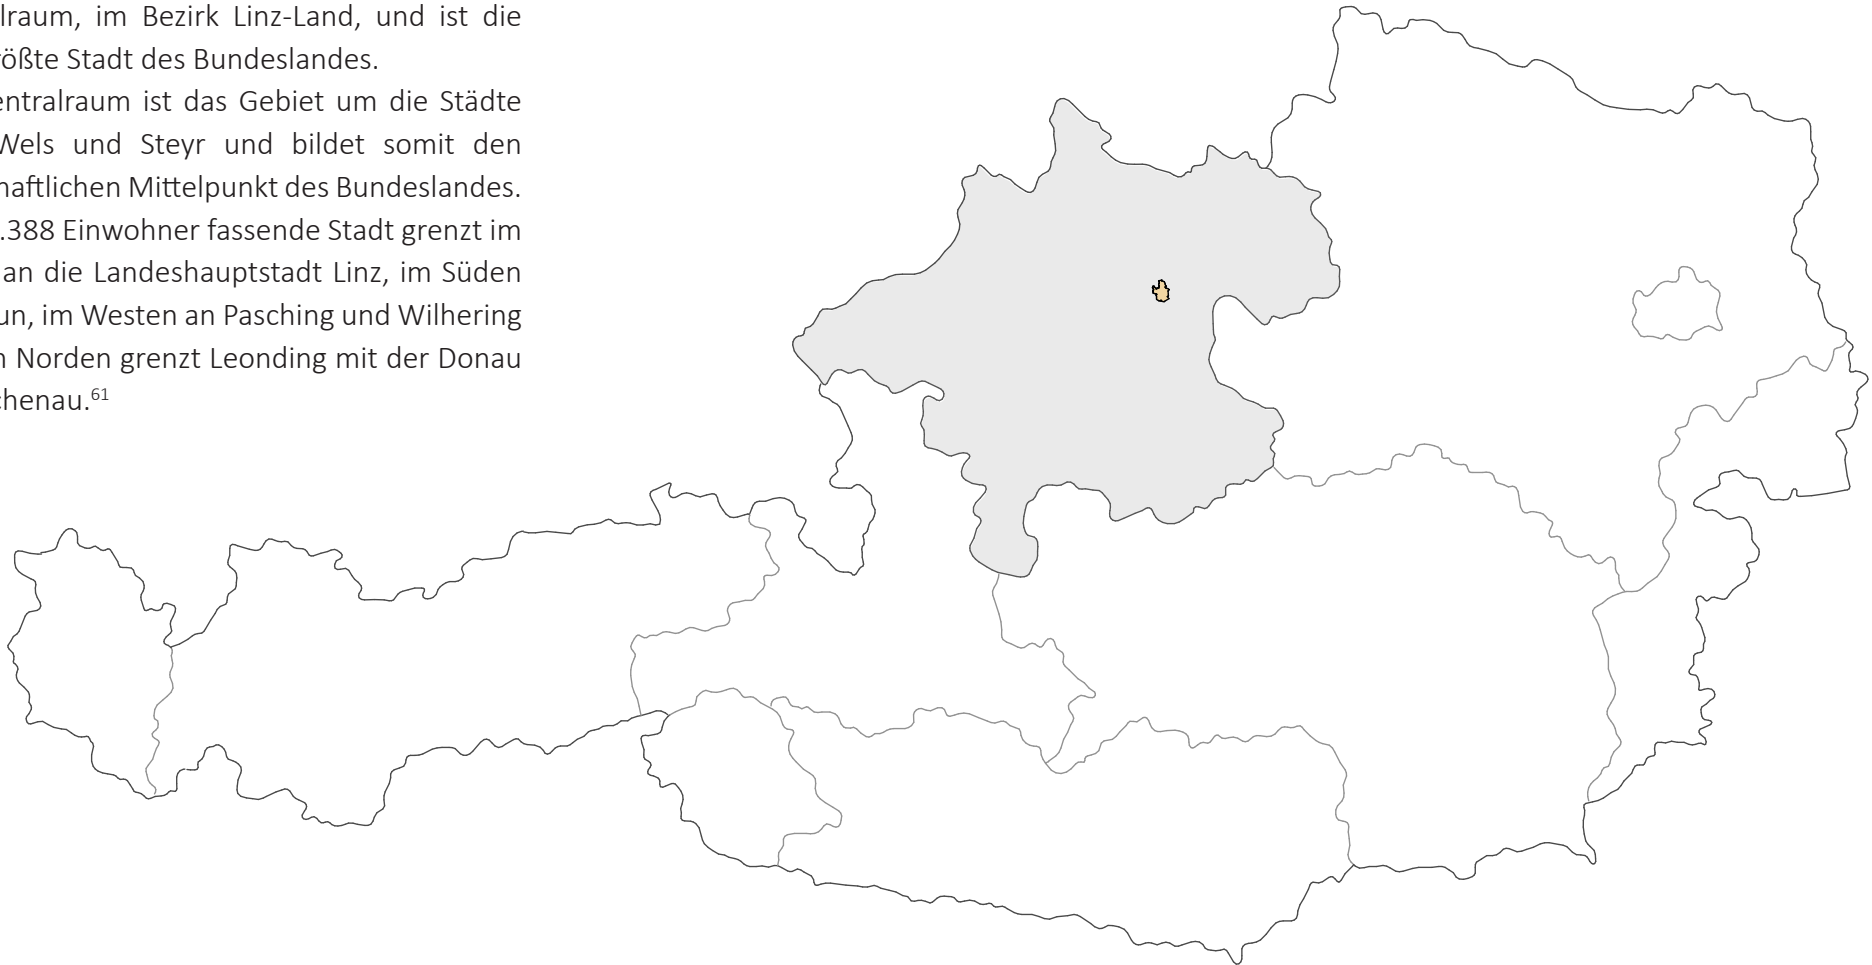 lraum, im Bezirk Linz-Land, und ist die
ößte Stadt des Bundeslandes.
entralraum ist das Gebiet um die Städte
Wels und Steyr und bildet somit den
haftlichen Mittelpunkt des Bundeslandes.
.388 Einwohner fassende Stadt grenzt im
an die Landeshauptstadt Linz, im Süden
un, im Westen an Pasching und Wilhering
n Norden grenzt Leonding mit der Donau
chenau.61